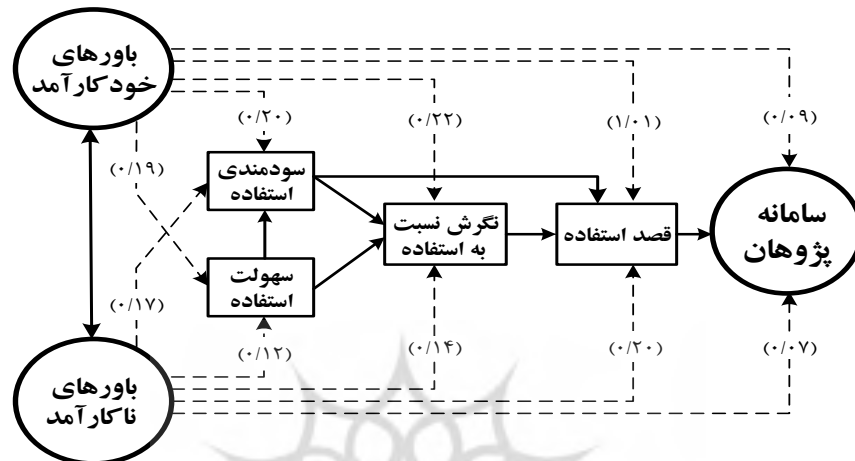 باورهای
خودکارآمد
(۰/۲۰)
(۰/۲۲)
(۱/۰۱)
(۰/۰۹)
(۰/۱۹)
سودمندی
استفاده
نگرش نسبت
به استفاده
قصد استفاده
سامانه
پژوهان
سهولت
استفاده
(۰/۱۷)
(۰/۱۲)
(۰/۱۴)
(۰/۲۰)
(۰/۰۷)
باورهای
ناکارآمد